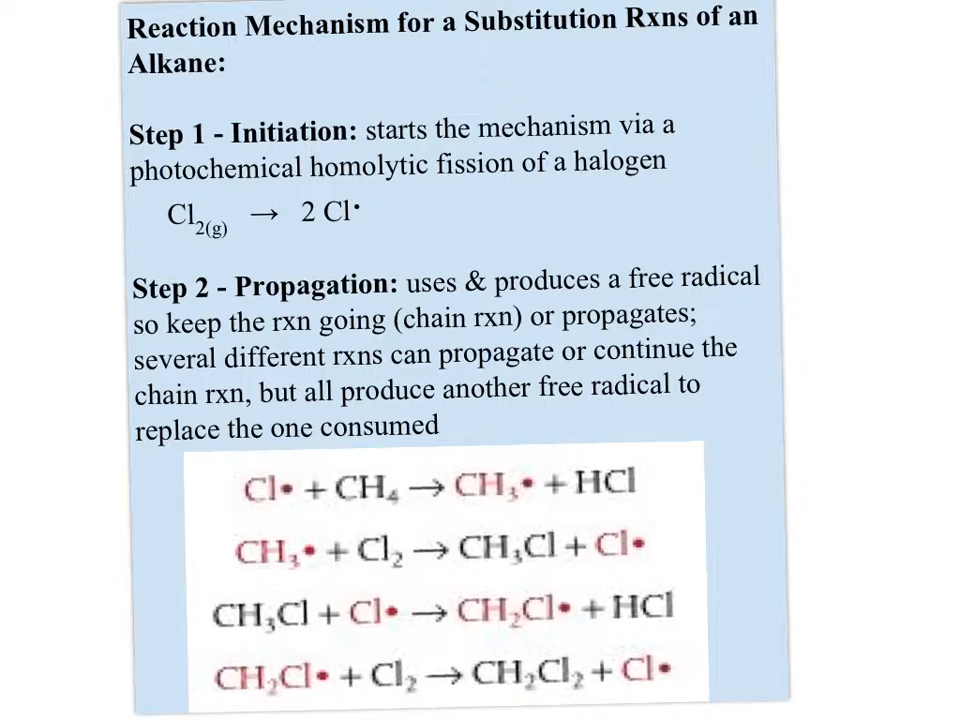 Reaction Mechanism for a Substitution Rxns of an
Alkane:
Step 1 - Initiation: starts the mechanism via a
photochemical homolytic fission of a halogen
Cl₂(g) → 2 Cl•
Step 2 - Propagation: uses & produces a free radical
so keep the rxn going (chain rxn) or propagates;
several different rxns can propagate or continue the
chain rxn, but all produce another free radical to
replace the one consumed
Cl• + CH₄ → CH₃• + HCl
CH₃• + Cl₂ → CH₃Cl + Cl•
CH₃Cl + Cl• → CH₂Cl• + HCl
CH₂Cl• + Cl₂ → CH₂Cl₂ + Cl•